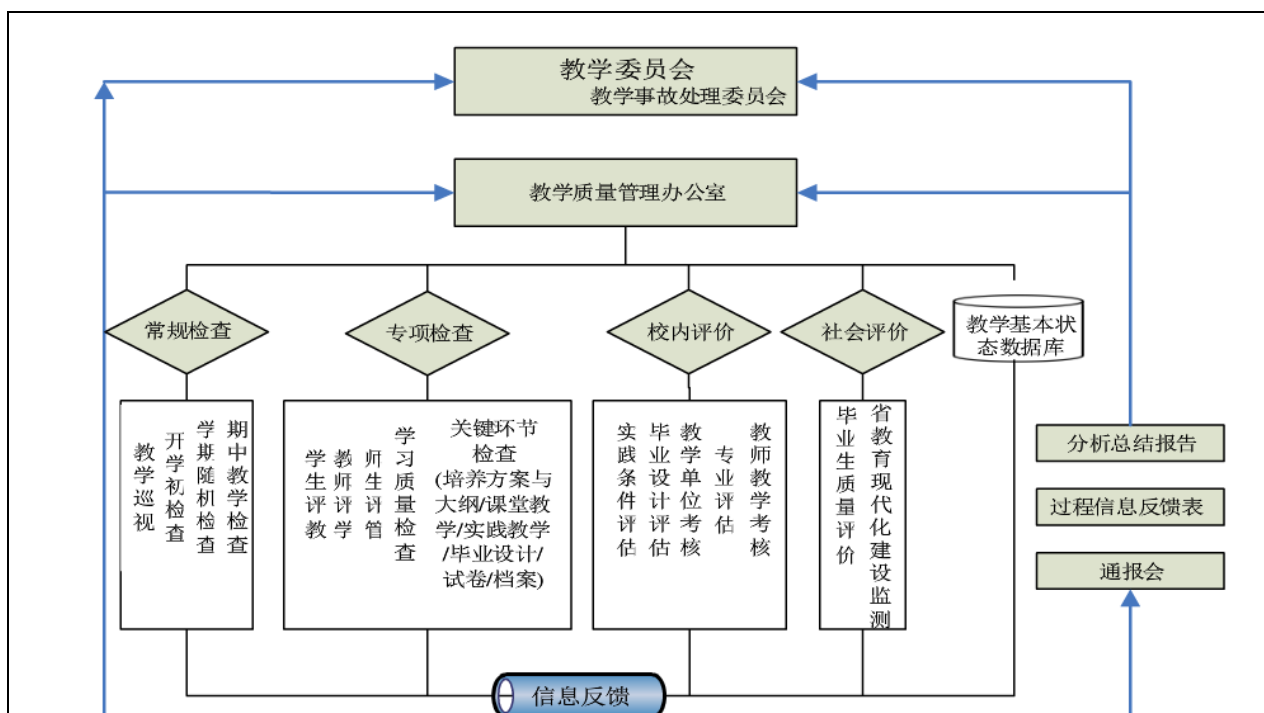 教学委员会
教学事故处理委员会
教学质量管理办公室
常规检查
专项检查
校内评价
社会评价
教学基本状
态数据库
教学巡视
开学初检查
学期随机检查
期中教学检查
学生评教
教师评学
师生评管
学习质量检查
关键环节
检查
(培养方案与
大纲/课堂教
学/实践教学
/毕业设计/
试卷/档案)
实践条件评估
毕业设计评估
教学单位考核
专业评估
教师教学考核
毕业生质量评价
省教育现代化建设监测
分析总结报告
过程信息反馈表
通报会
信息反馈